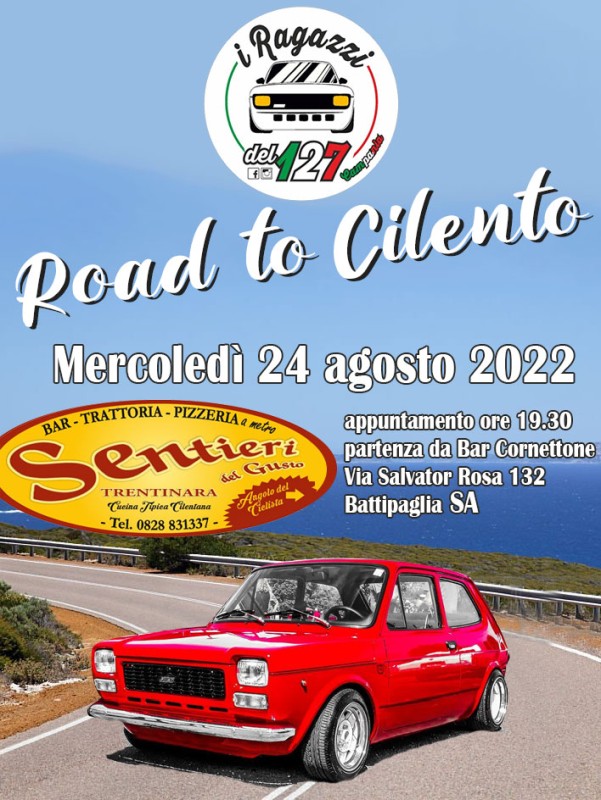 i Ragazzi
del 127
Campania
Road to Cilento
Mercoledì 24 agosto 2022
BAR - TRATTORIA - PIZZERIA a metro
Sentieri
del Gusto
TRENTINARA
Cucina Tipica Cilentana
- Tel. 0828 831337 -
Angolo del
Ciclista
appuntamento ore 19.30
partenza da Bar Cornettone
Via Salvator Rosa 132
Battipaglia SA